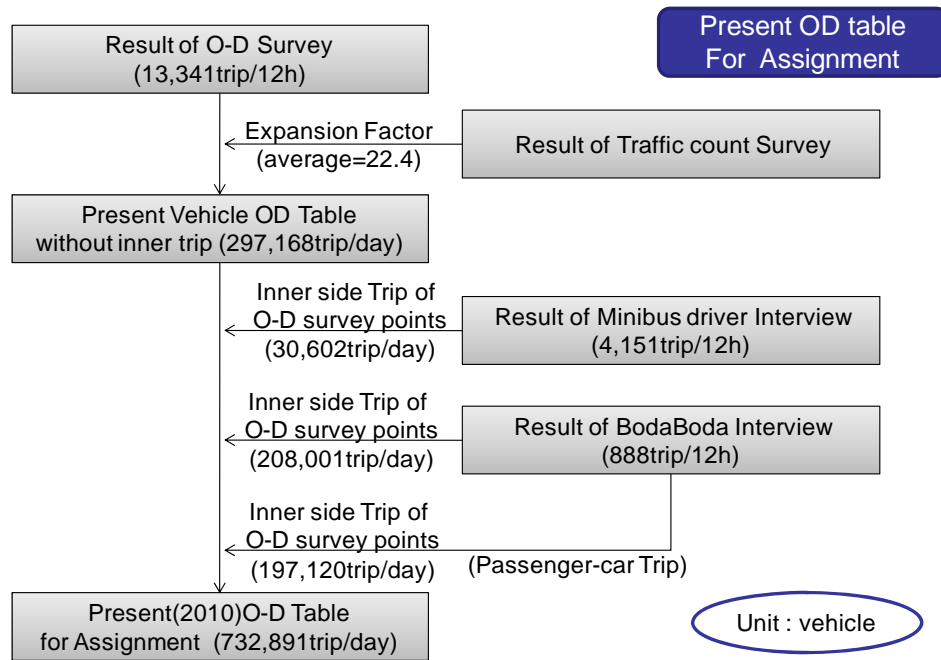 Present OD table
For Assignment
Result of O-D Survey
(13,341trip/12h)
Expansion Factor
(average=22.4)
Result of Traffic count Survey
Present Vehicle OD Table
without inner trip (297,168trip/day)
Inner side Trip of
O-D survey points
(30,602trip/day)
Result of Minibus driver Interview
(4,151trip/12h)
Inner side Trip of
O-D survey points
(208,001trip/day)
Result of BodaBoda Interview
(888trip/12h)
Inner side Trip of
O-D survey points
(197,120trip/day)
(Passenger-car Trip)
Present(2010)O-D Table
for Assignment (732,891trip/day)
Unit : vehicle